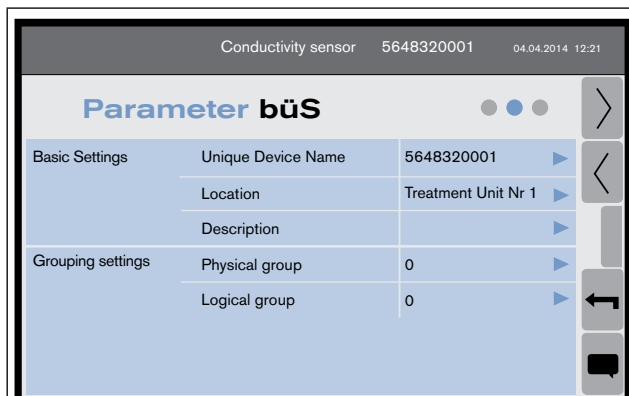 Conductivity sensor 5648320001 04.04.2014 12:21
Parameter büS
Basic Settings Unique Device Name 5648320001
Location Treatment Unit Nr 1
Description
Grouping settings Physical group 0
Logical group 0